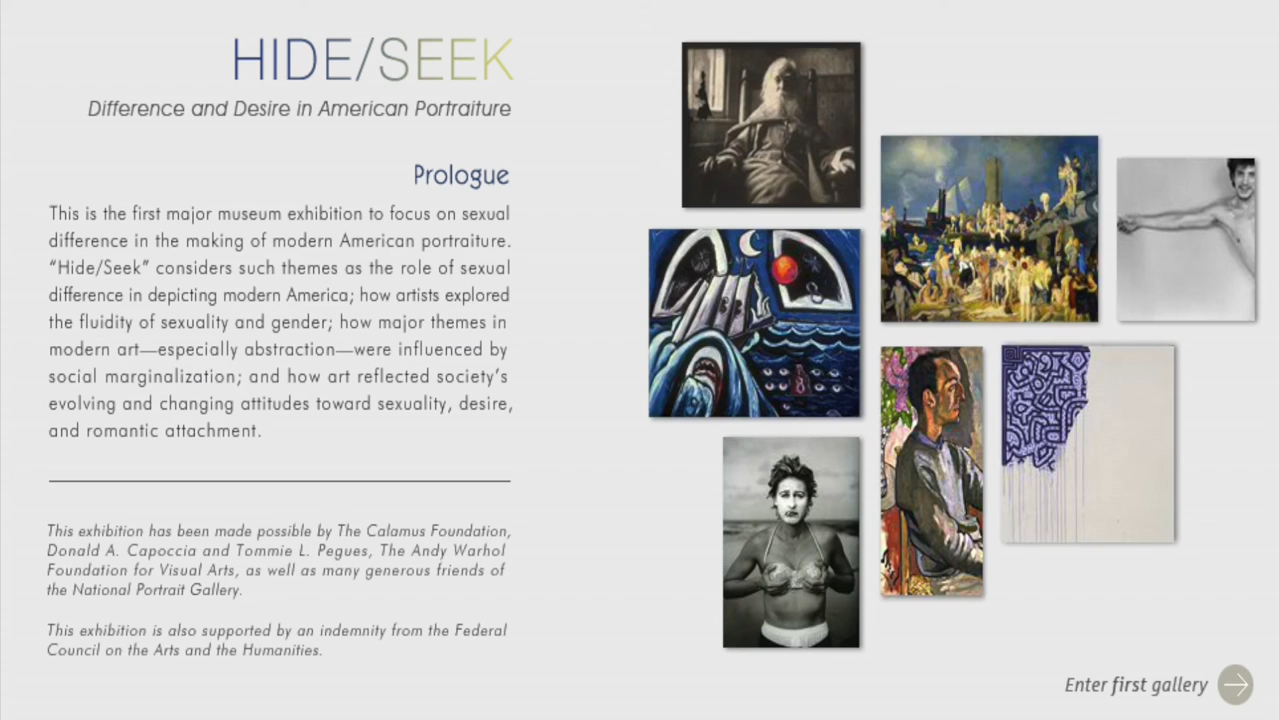 HIDE/SEEK
Difference and Desire in American Portraiture
Prologue
This is the first major museum exhibition to focus on sexual
difference in the making of modern American portraiture.
“Hide/Seek” considers such themes as the role of sexual
difference in depicting modern America; how artists explored
the fluidity of sexuality and gender; how major themes in
modern art—especially abstraction—were influenced by
social marginalization; and how art reflected society’s
evolving and changing attitudes toward sexuality, desire,
and romantic attachment.
This exhibition has been made possible by The Calamus Foundation,
Donald A. Capoccia and Tommie L. Pegues, The Andy Warhol
Foundation for Visual Arts, as well as many generous friends of
the National Portrait Gallery.
This exhibition is also supported by an indemnity from the Federal
Council on the Arts and the Humanities.
Enter first gallery